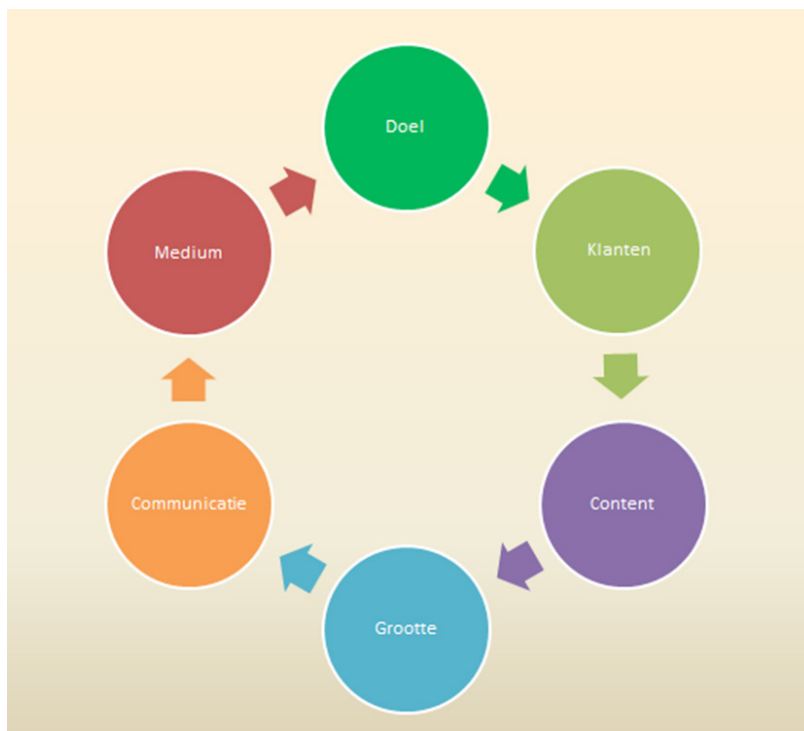 Doel
Klanten
Content
Grootte
Communicatie
Medium